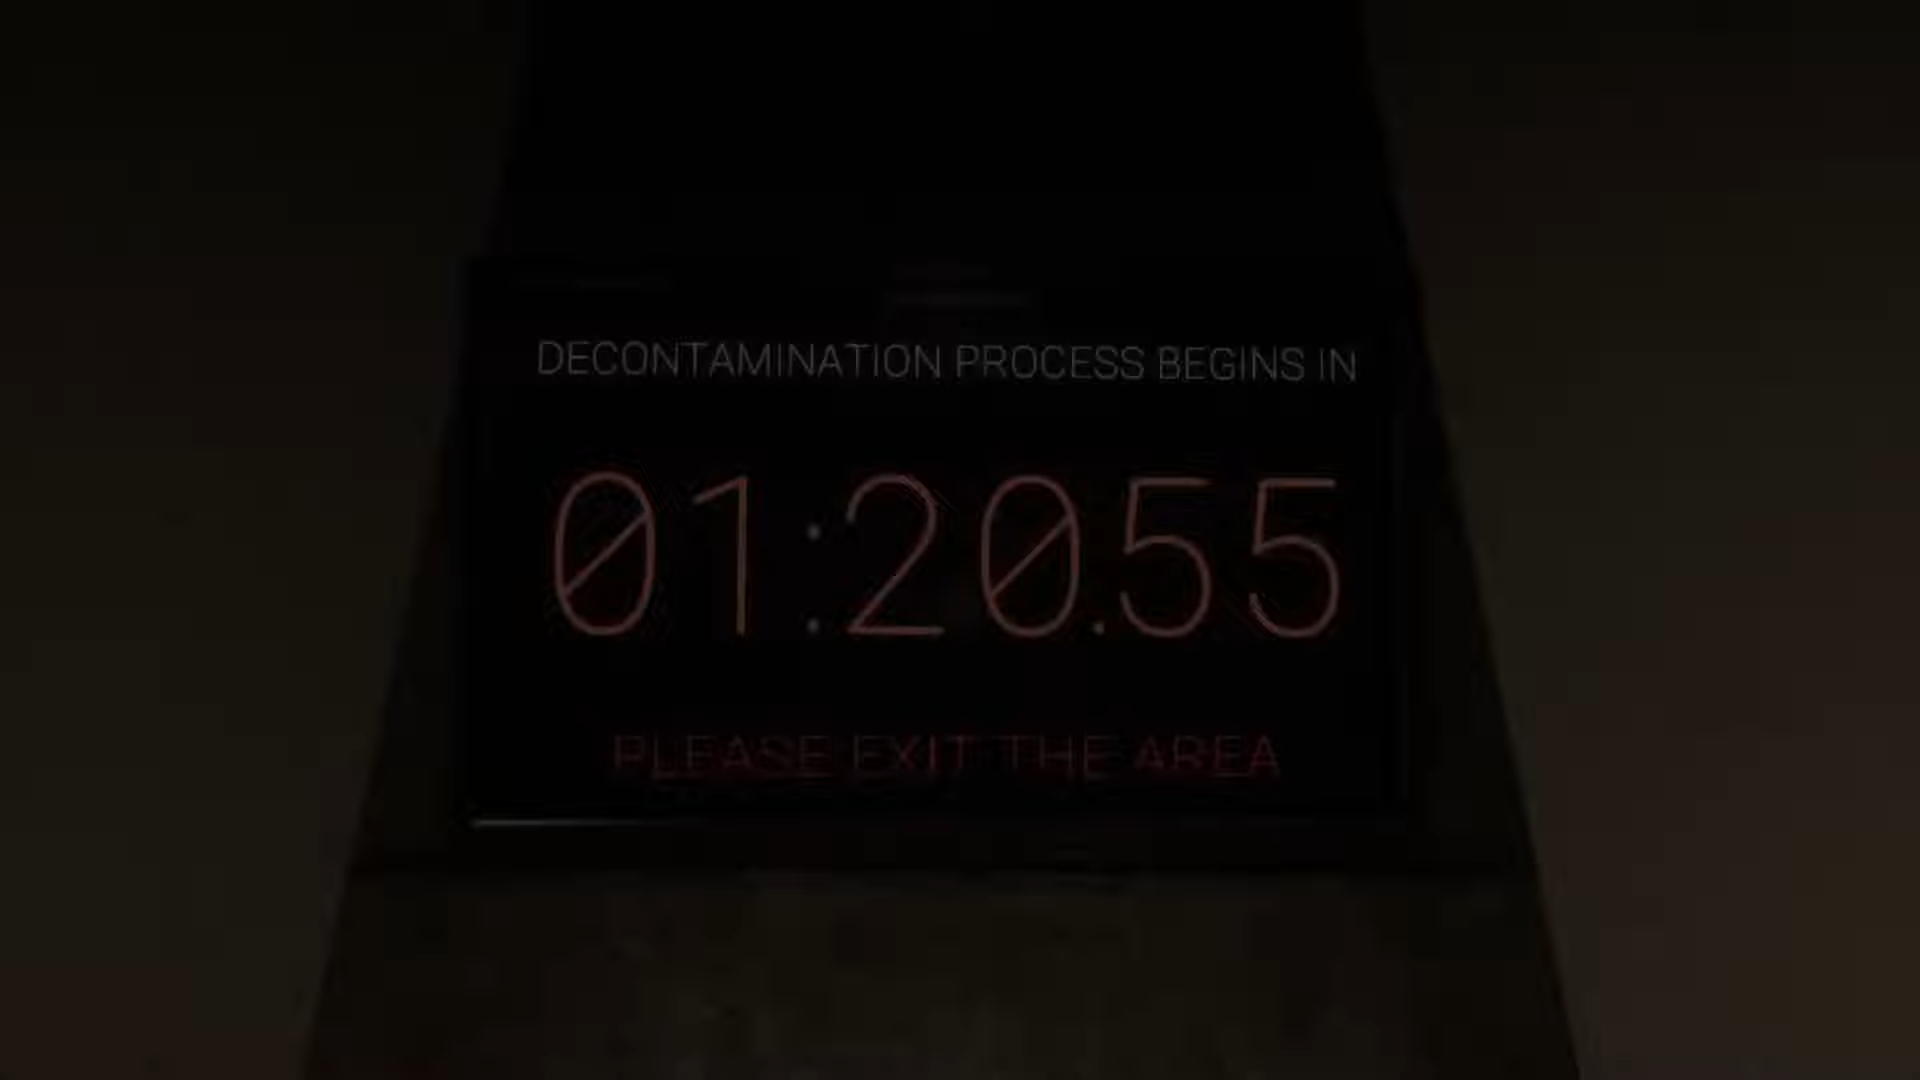 DECONTAMINATION PROCESS BEGINS IN
01:20.55
PLEASE EXIT THE AREA